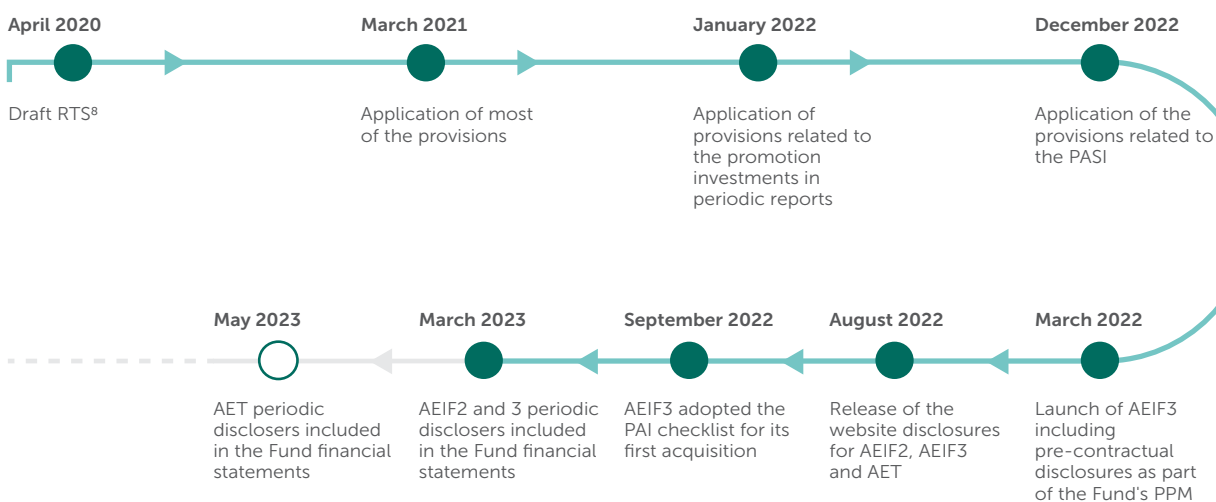 April 2020
Draft RTS⁸
March 2021
Application of most
of the provisions
January 2022
Application of
provisions related to
the promotion
investments in
periodic reports
December 2022
Application of the
provisions related to
the PASI
May 2023
AET periodic
disclosers included
in the Fund financial
statements
March 2023
AEIF2 and 3 periodic
disclosers included
in the Fund financial
statements
September 2022
AEIF3 adopted the
PAI checklist for its
first acquisition
August 2022
Release of the
website disclosures
for AEIF2, AEIF3
and AET
March 2022
Launch of AEIF3
including
pre-contractual
disclosures as part
of the Fund's PPM